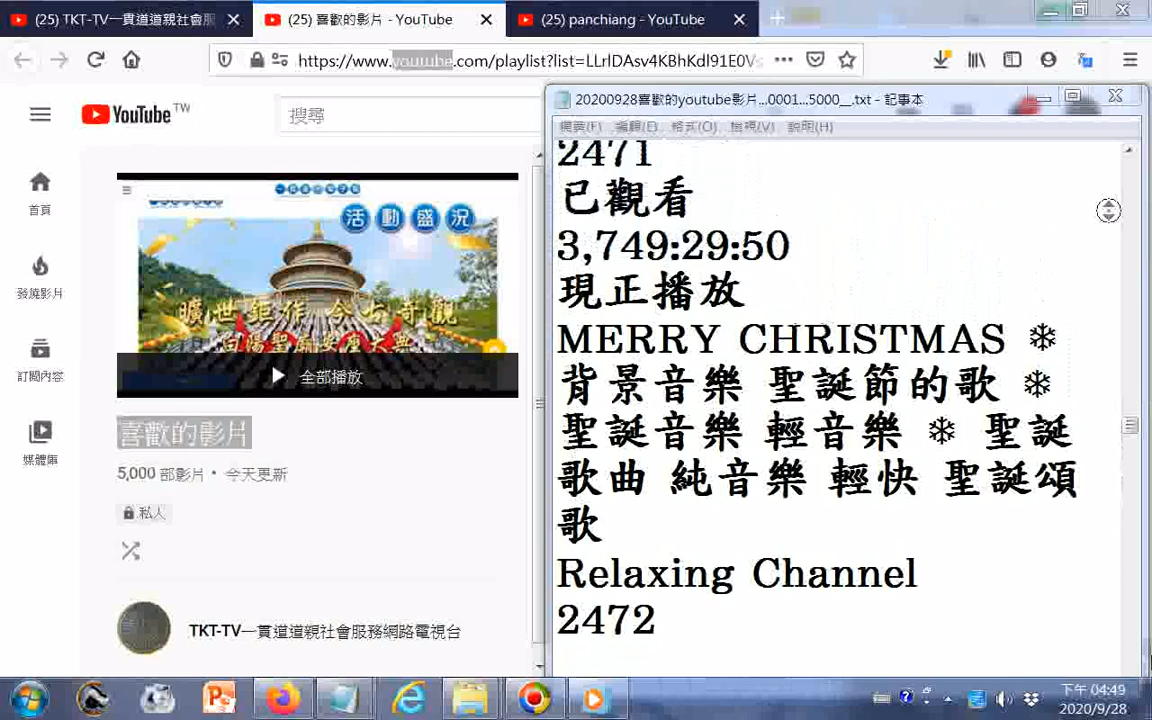 (25) TKT-TV一貫道道親社會服
(25) 喜歡的影片 - YouTube
(25) panchiang - YouTube
https://www.youtube.com/playlist?list=LLrlDAsv4KBhKdl91E0Vs
YouTube TW
搜尋
首頁
發燒影片
訂閱內容
媒體庫
活動盛況
曠世鉅作 今古奇觀
全部播放
喜歡的影片
5,000 部影片 • 今天更新
私人
TKT-TV一貫道道親社會服務網路電視台
20200928喜歡的youtube影片...0001...5000__.txt - 記事本
檔案(F) 編輯(E) 格式(O) 檢視(V) 說明(H)
2471
已觀看
3,749:29:50
現正播放
MERRY CHRISTMAS ❄
背景音樂 聖誕節的歌 ❄
聖誕音樂 輕音樂 ❄ 聖誕
歌曲 純音樂 輕快 聖誕頌
歌
Relaxing Channel
2472
下午 04:49
2020/9/28